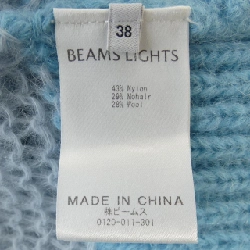 38
BEAMS LIGHTS
43% Nylon
29% Mohair
28% Wool
MADE IN CHINA
㈱ビームス
0120-011-301